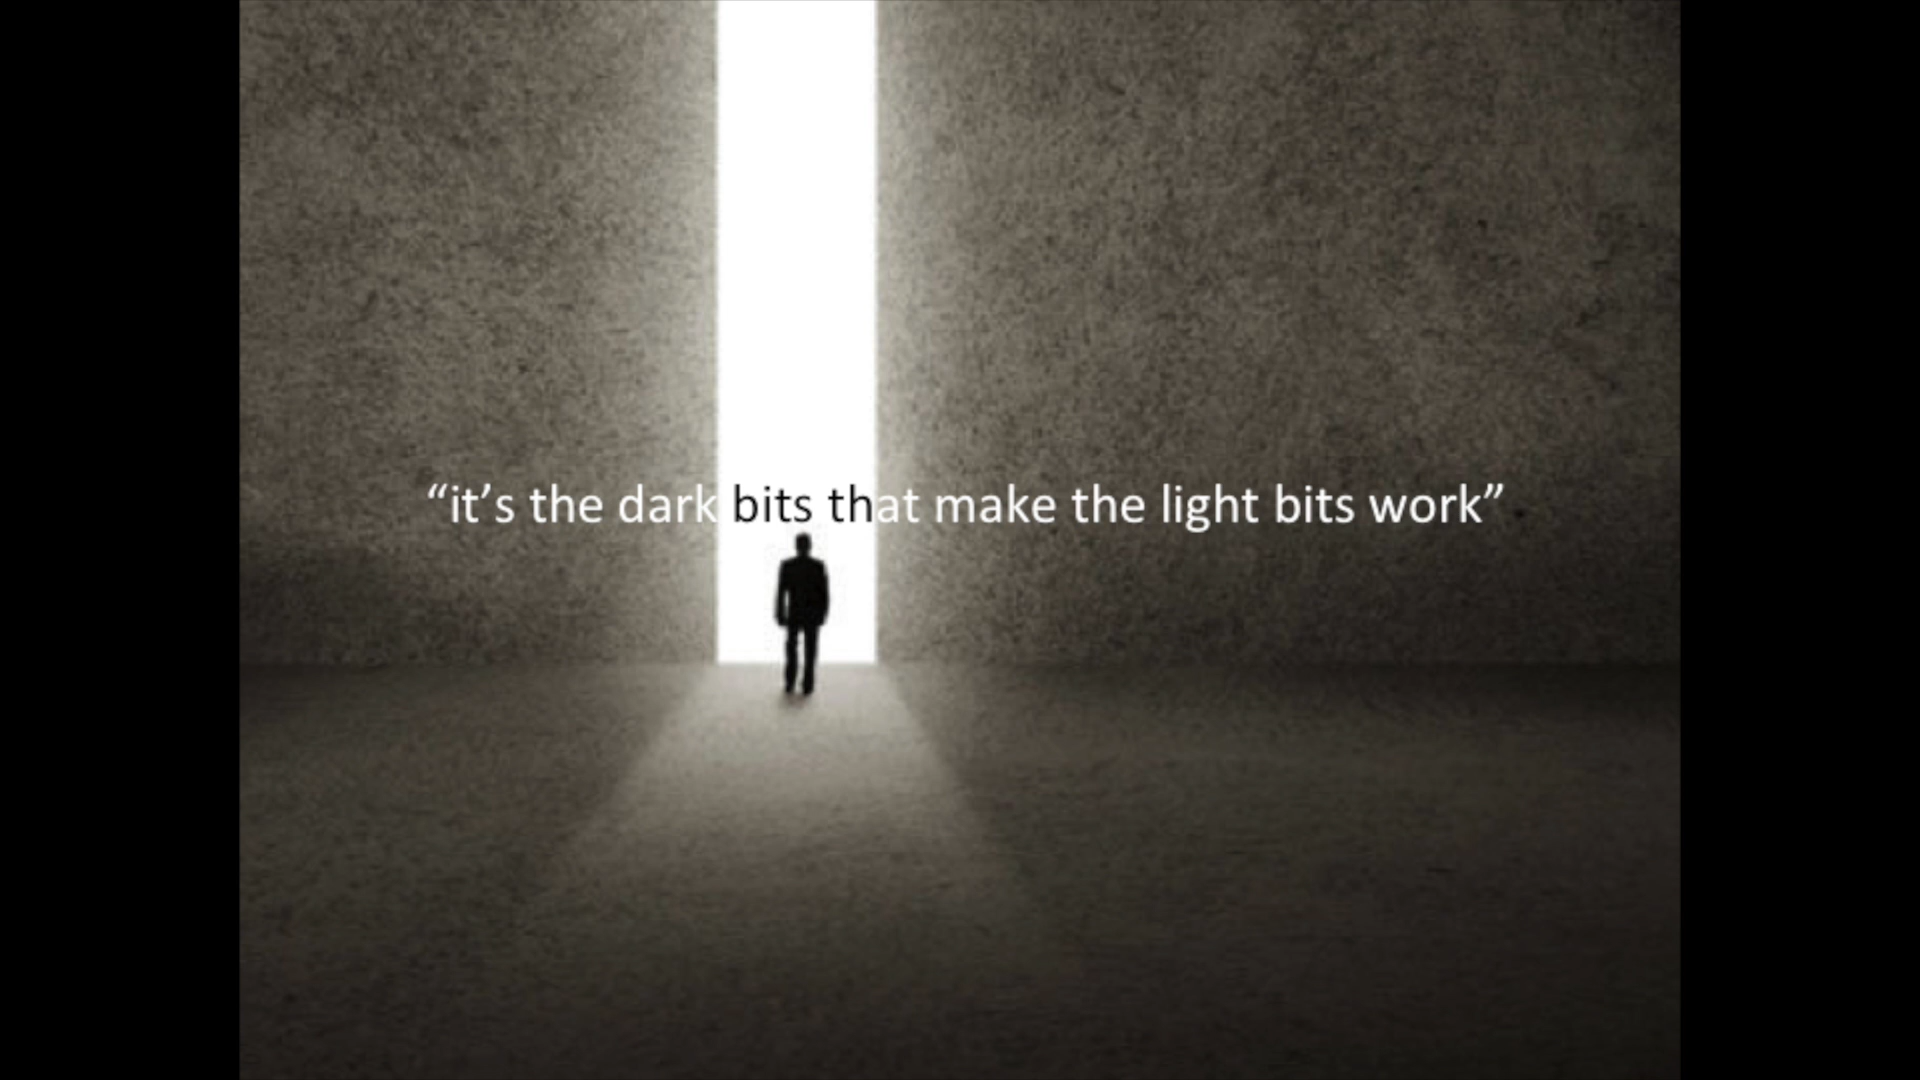 “it’s the dark bits that make the light bits work”